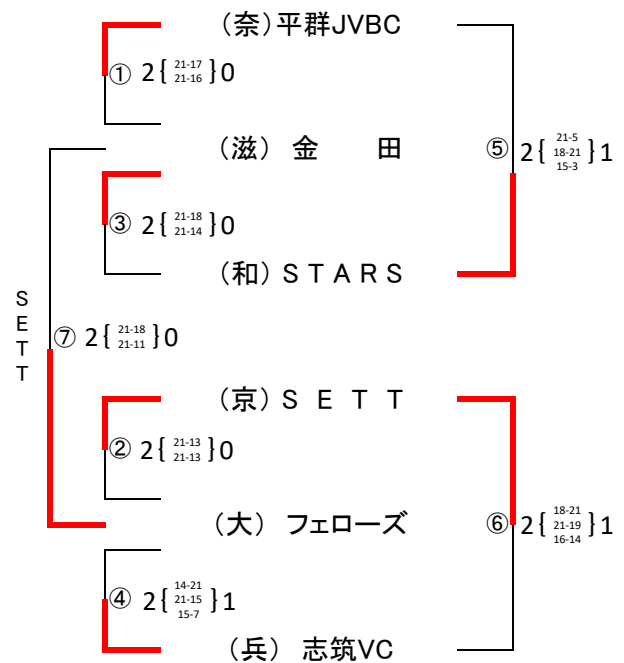 (奈)平群JVBC
① 2{ 21-17 21-16 }0
(滋) 金 田
⑤ 2{ 21-5 18-21 15-3 }1
③ 2{ 21-18 21-14 }0
(和)STARS
SETT
⑦ 2{ 21-18 21-11 }0
(京)SETT
② 2{ 21-13 21-13 }0
(大) フェローズ
⑥ 2{ 18-21 21-19 16-14 }1
④ 2{ 14-21 21-15 15-7 }1
(兵) 志筑VC